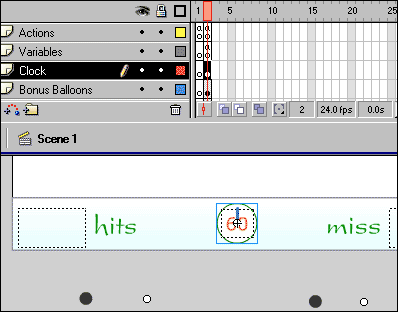 1 5 10 15 20 25
Actions
Variables
Clock
Bonus Balloons
2 24.0 fps 0.0s
Scene 1
hits 60 miss